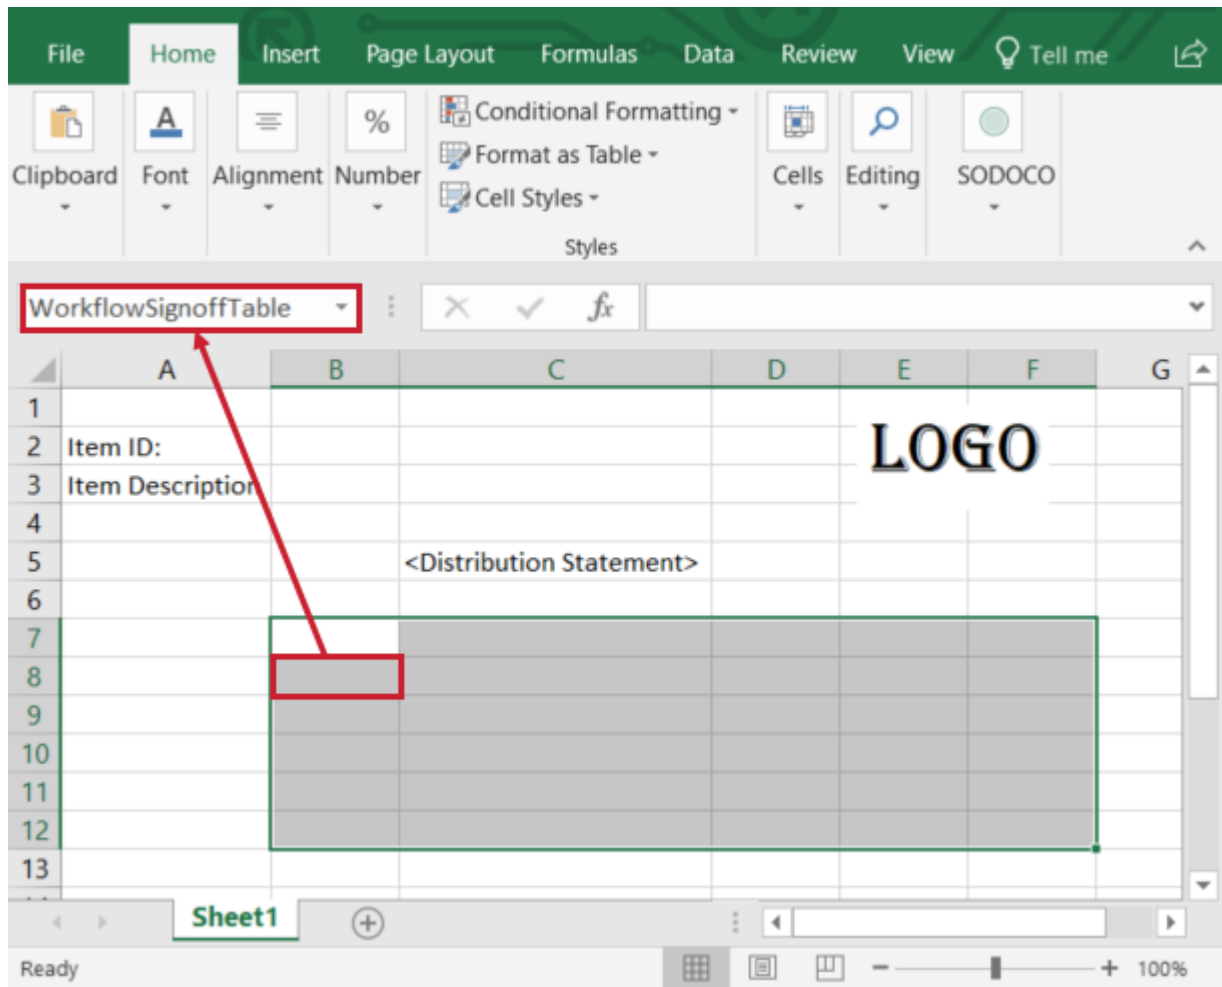 File Home Insert Page Layout Formulas Data Review View Tell me
Conditional Formatting
Format as Table
Cell Styles
Clipboard Font Alignment % Number Cells Editing SODOCO
Styles
WorkflowSignoffTable fx
A B C D E F G
1
2 Item ID: LOGO
3 Item Description
4
5 <Distribution Statement>
6
7
8
9
10
11
12
13
Sheet1
Ready 100%